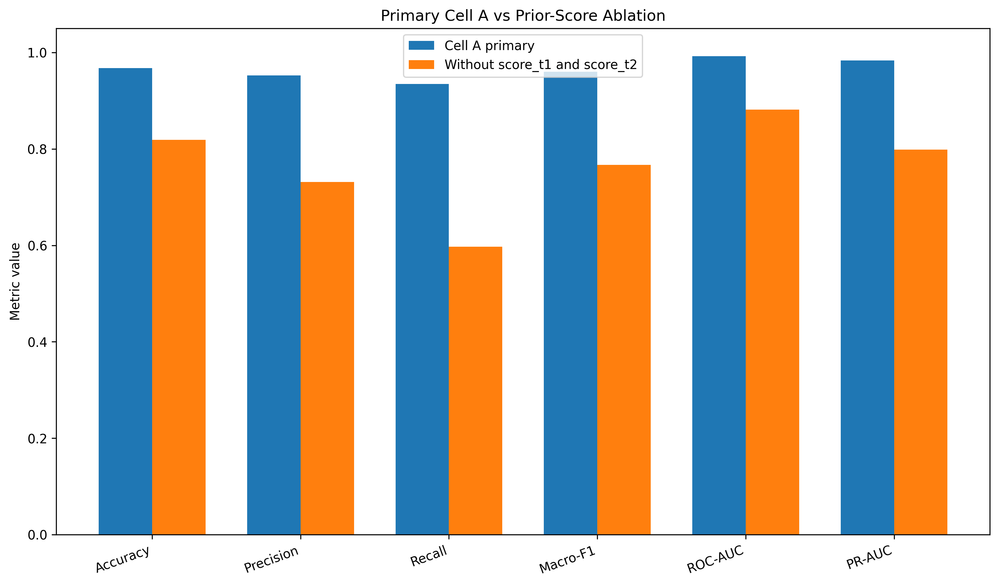 Primary Cell A vs Prior-Score Ablation
Cell A primary
Without score_t1 and score_t2
Metric value
1.0
0.8
0.6
0.4
0.2
0.0
Accuracy
Precision
Recall
Macro-F1
ROC-AUC
PR-AUC